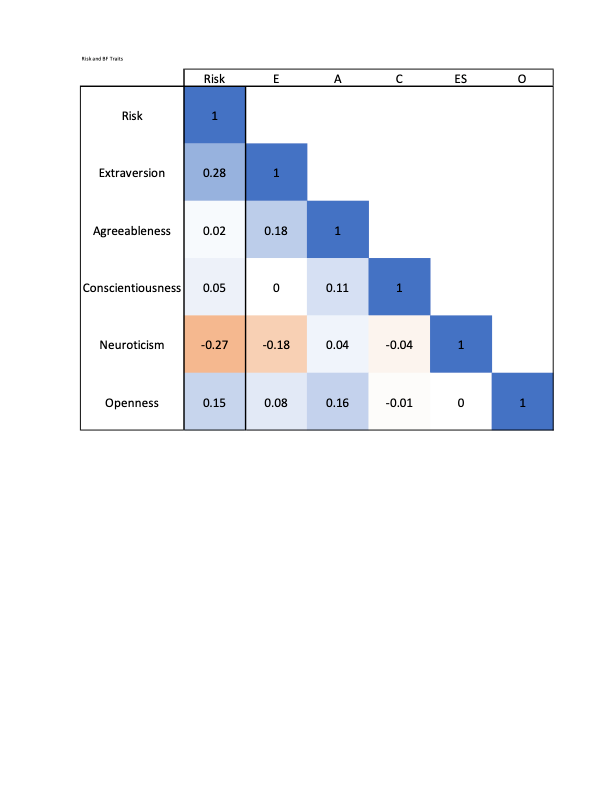 Risk and BF Traits
Risk E A C ES O
Risk 1
Extraversion 0.28 1
Agreeableness 0.02 0.18 1
Conscientiousness 0.05 0 0.11 1
Neuroticism -0.27 -0.18 0.04 -0.04 1
Openness 0.15 0.08 0.16 -0.01 0 1